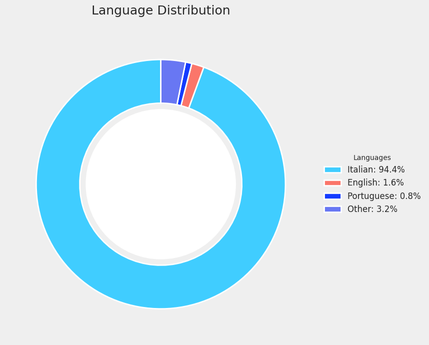 Language Distribution
Languages
Italian: 94.4%
English: 1.6%
Portuguese: 0.8%
Other: 3.2%